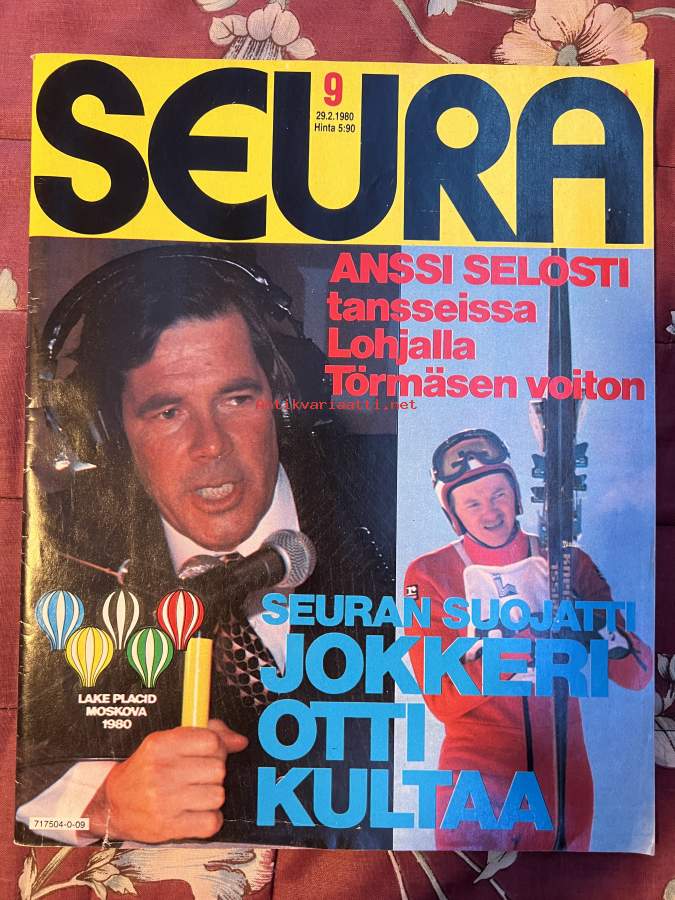 SEURA
9
29.2.1980
Hinta 5:90
ANSSI SELOSTI
tansseissa
Lohjalla
Törmäsen voiton
Antikvariaatti.net
SEURAN SUOJATTI
JOKKERI
OTTI
KULTAA
LAKE PLACID
MOSKOVA
1980
717504-0-09